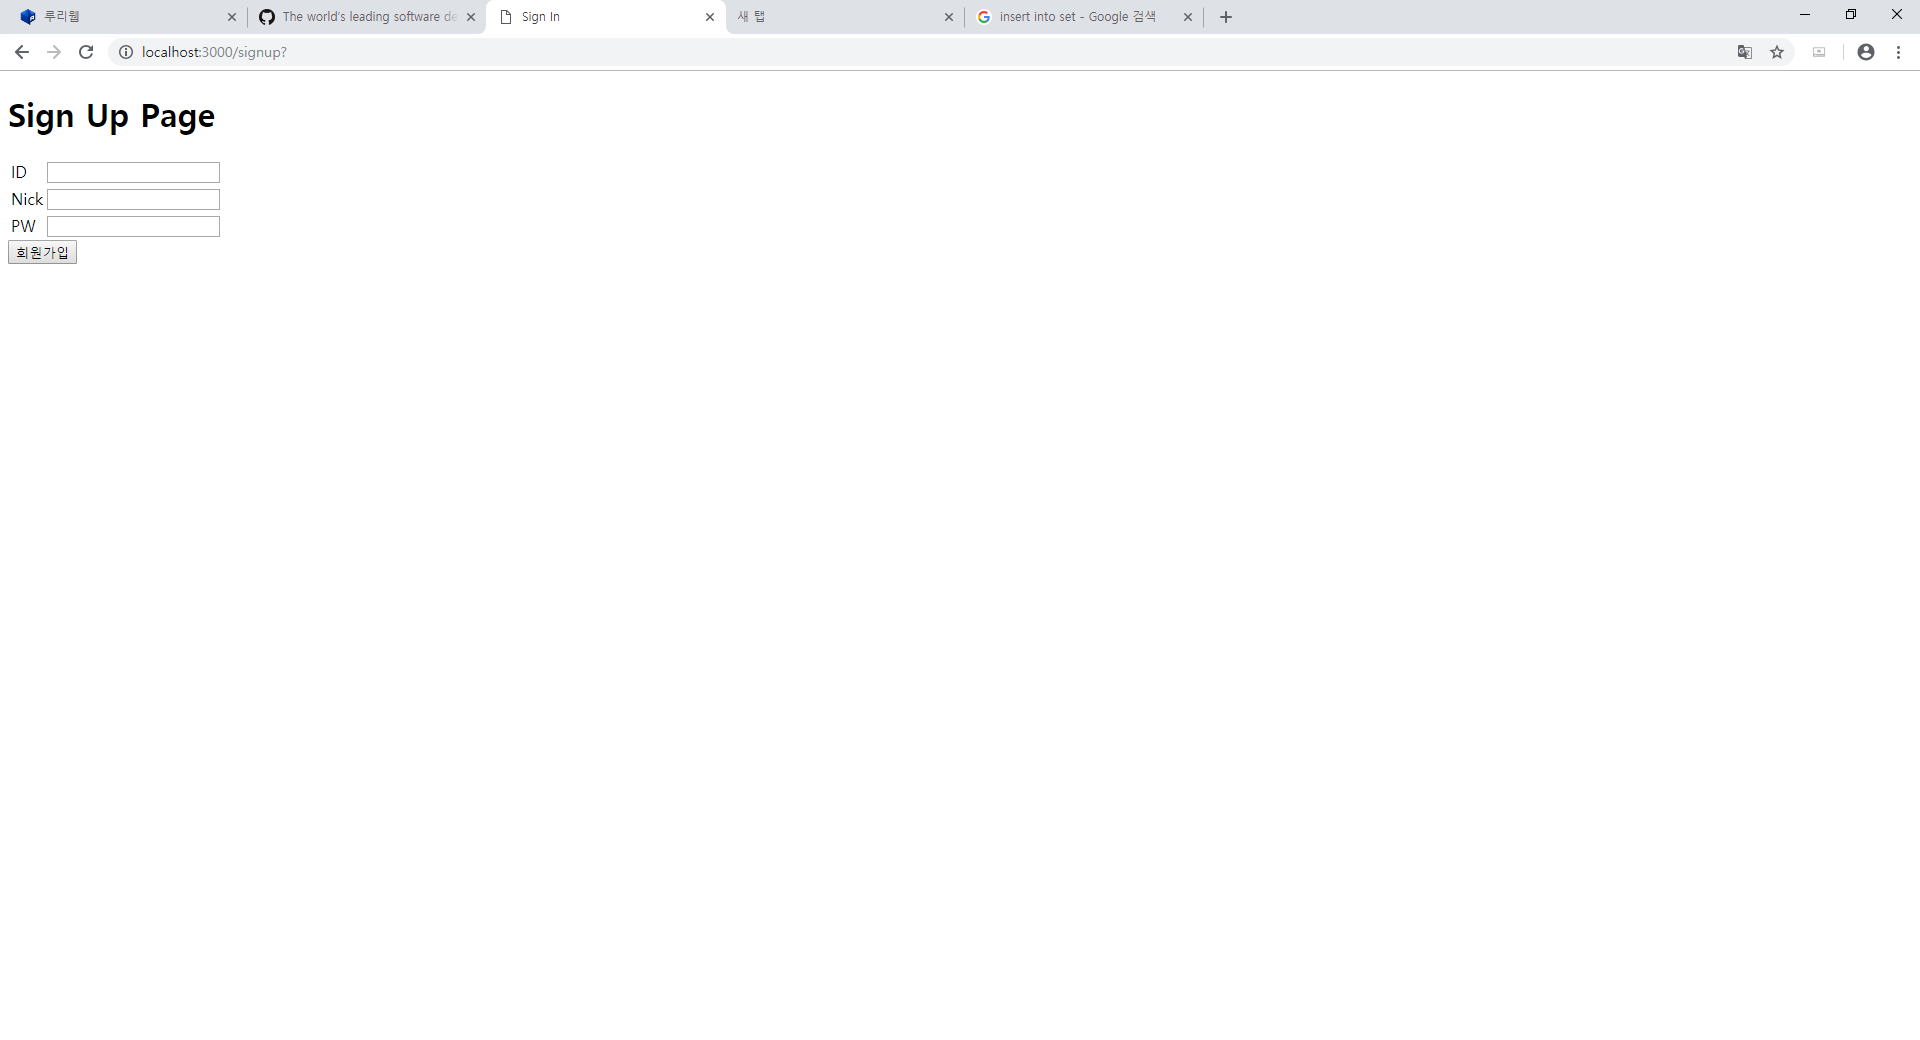 루리웹
The world's leading software de
Sign In
새 탭
insert into set - Google 검색
localhost:3000/signup?
Sign Up Page
ID
Nick
PW
회원가입